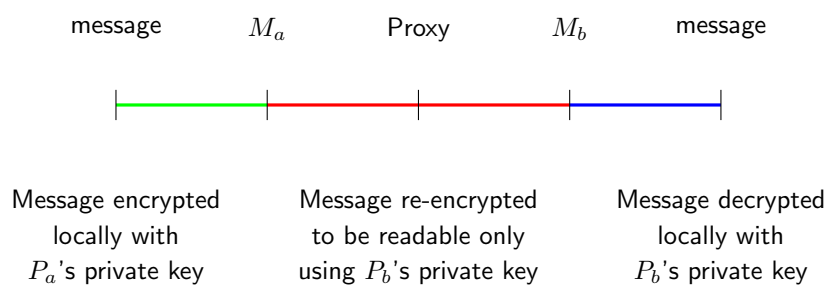 message M_a Proxy M_b message
Message encrypted
locally with
P_a's private key
Message re-encrypted
to be readable only
using P_b's private key
Message decrypted
locally with
P_b's private key